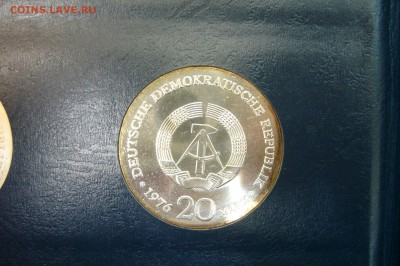 COINS.LAVE.RU
DEUTSCHE DEMOKRATISCHE REPUBLIK
1976
20